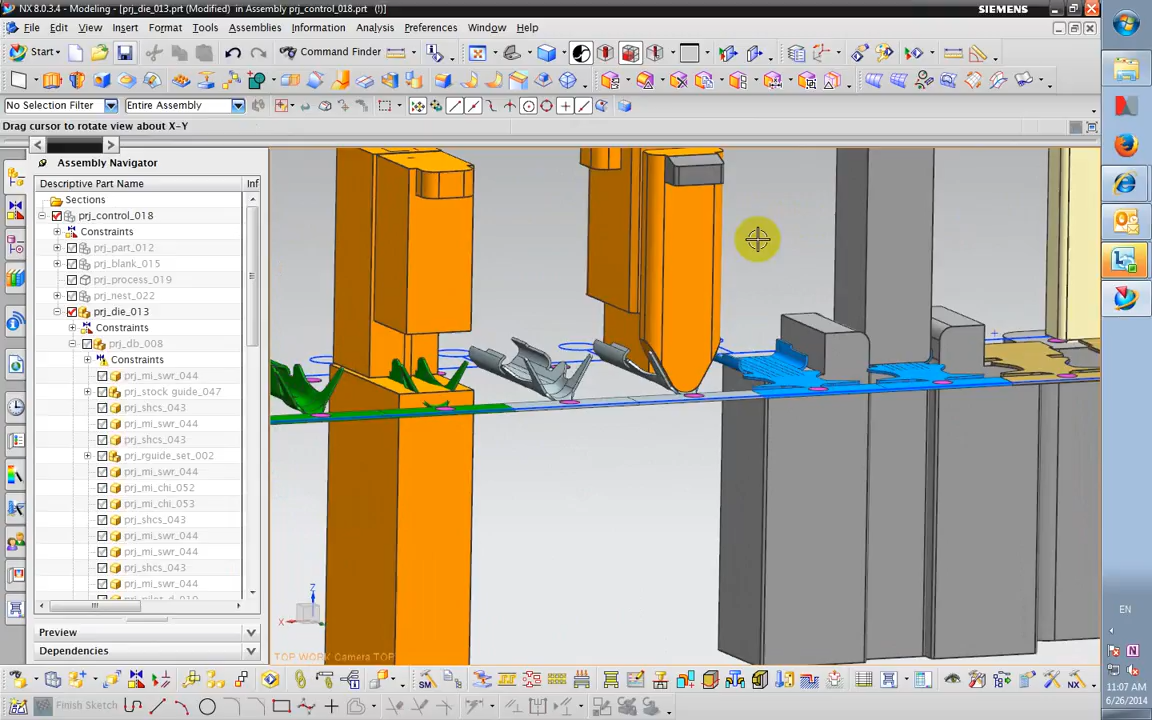 NX 8.0.3.4 - Modeling - [prj_die_013.prt (Modified) in Assembly prj_control_018.prt (!)]
SIEMENS
File Edit View Insert Format Tools Assemblies Information Analysis Preferences Window Help
Start
Command Finder
No Selection Filter
Entire Assembly
Drag cursor to rotate view about X-Y
Assembly Navigator
Descriptive Part Name
Inf
Sections
prj_control_018
Constraints
prj_part_012
prj_blank_015
prj_process_019
prj_nest_022
prj_die_013
Constraints
prj_db_008
Constraints
prj_mi_swr_044
prj_stock guide_047
prj_shcs_043
prj_mi_swr_044
prj_shcs_043
prj_rguide_set_002
prj_mi_swr_044
prj_mi_chi_052
prj_mi_chi_053
prj_shcs_043
prj_mi_swr_044
prj_mi_swr_044
prj_shcs_043
prj_mi_swr_044
Preview
Dependencies
Z
X
TOP WORK Camera TOP
SM
NX
Finish Sketch
EN
N
11:07 AM
6/26/2014